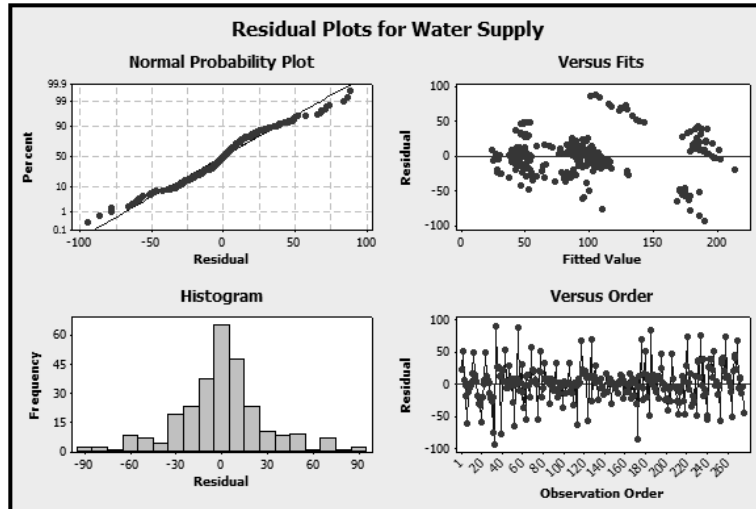 Residual Plots for Water Supply
Normal Probability Plot
Versus Fits
99.9
99
90
50
10
1
0.1
Percent
-100 -50 0 50 100
Residual
100
50
0
-50
-100
Residual
0 50 100 150 200
Fitted Value
Histogram
Versus Order
60
45
30
15
0
Frequency
-90 -60 -30 0 30 60 90
Residual
100
50
0
-50
-100
Residual
1 20 40 60 80 100 120 140 160 180 200 220 240 260
Observation Order